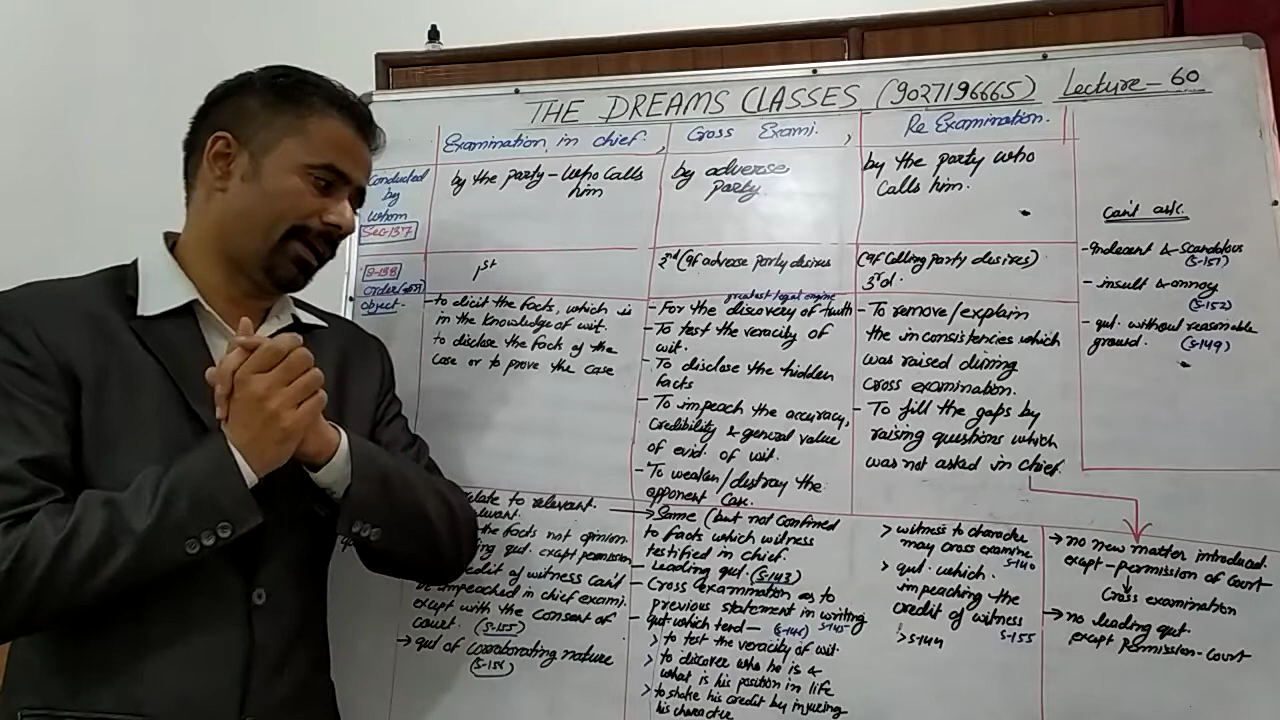 THE DREAMS CLASSES (9027196665) Lecture - 60
Examination in chief.
, Cross Exami.
, Re Examination.
Conducted
by
whom
Sec-137
by the party - who calls
him
by adverse
party
by the party who
calls him.
S-138
Order
object-
1st
2nd (If adverse party desires
(If calling party desires)
3rd.
- to elicit the facts, which is
in the knowledge of wit.
to disclose the facts of the
case or to prove the case
greatest legal engine
- For the discovery of truth
- To test the veracity of
wit.
- To disclose the hidden
facts
- To impeach the accuracy,
credibility & general value
of evid. of wit.
- To weaken/destroy the
opponent case.
- To remove/explain
the inconsistencies which
was raised during
cross examination.
- To fill the gaps by
raising questions which
was not asked in chief.
Can't ask.
- Indecent & Scandalous
(S-151)
- insult & annoy
(S-152)
- qut. without reasonable
ground. (S-149)
late to relevant.
levant.
the facts not opinion.
ing qut. exept permission
redit of witness can't
be impeached in chief exami.
exept with the consent of
court. (S-155)
→ qut of corroborating nature
(S-156)
→ Same (but not confined
to facts which witness
testified in chief.
- Leading qut. (S-143)
- Cross examination as to
previous statement in writing
S-145
- qut which tend - (S-146)
> to test the veracity of wit.
> to discover who he is &
what is his position in life
> to shake his credit by injuring
his character
> witness to character
may cross examine
S-140
> qut. which.
impeaching the
credit of witness
S-155
> S-144
→ no new matter introduced.
exept - permission of Court
↓
Cross examination
→ no leading qut.
exept permission - court